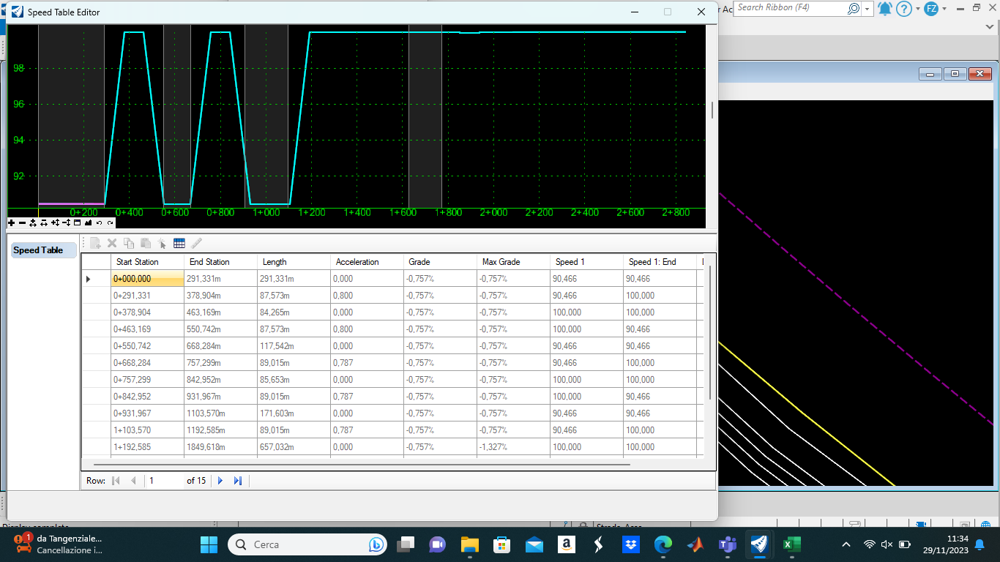 Speed Table Editor
r Ac
Search Ribbon (F4)
FZ
98
96
94
92
0+200 0+400 0+600 0+800 1+000 1+200 1+400 1+600 1+800 2+000 2+200 2+400 2+600 2+800
Speed Table
Start Station End Station Length Acceleration Grade Max Grade Speed 1 Speed 1: End
0+000,000 291,331m 291,331m 0,000 -0,757% -0,757% 90,466 90,466
0+291,331 378,904m 87,573m 0,800 -0,757% -0,757% 90,466 100,000
0+378,904 463,169m 84,265m 0,000 -0,757% -0,757% 100,000 100,000
0+463,169 550,742m 87,573m 0,800 -0,757% -0,757% 100,000 90,466
0+550,742 668,284m 117,542m 0,000 -0,757% -0,757% 90,466 90,466
0+668,284 757,299m 89,015m 0,787 -0,757% -0,757% 90,466 100,000
0+757,299 842,952m 85,653m 0,000 -0,757% -0,757% 100,000 100,000
0+842,952 931,967m 89,015m 0,787 -0,757% -0,757% 100,000 90,466
0+931,967 1103,570m 171,603m 0,000 -0,757% -0,757% 90,466 90,466
1+103,570 1192,585m 89,015m 0,787 -0,757% -0,757% 90,466 100,000
1+192,585 1849,618m 657,032m 0,000 -0,757% -1,327% 100,000 100,000
Row: 1 of 15
1
da Tangenziale...
Cancellazione i...
Cerca
11:34
29/11/2023